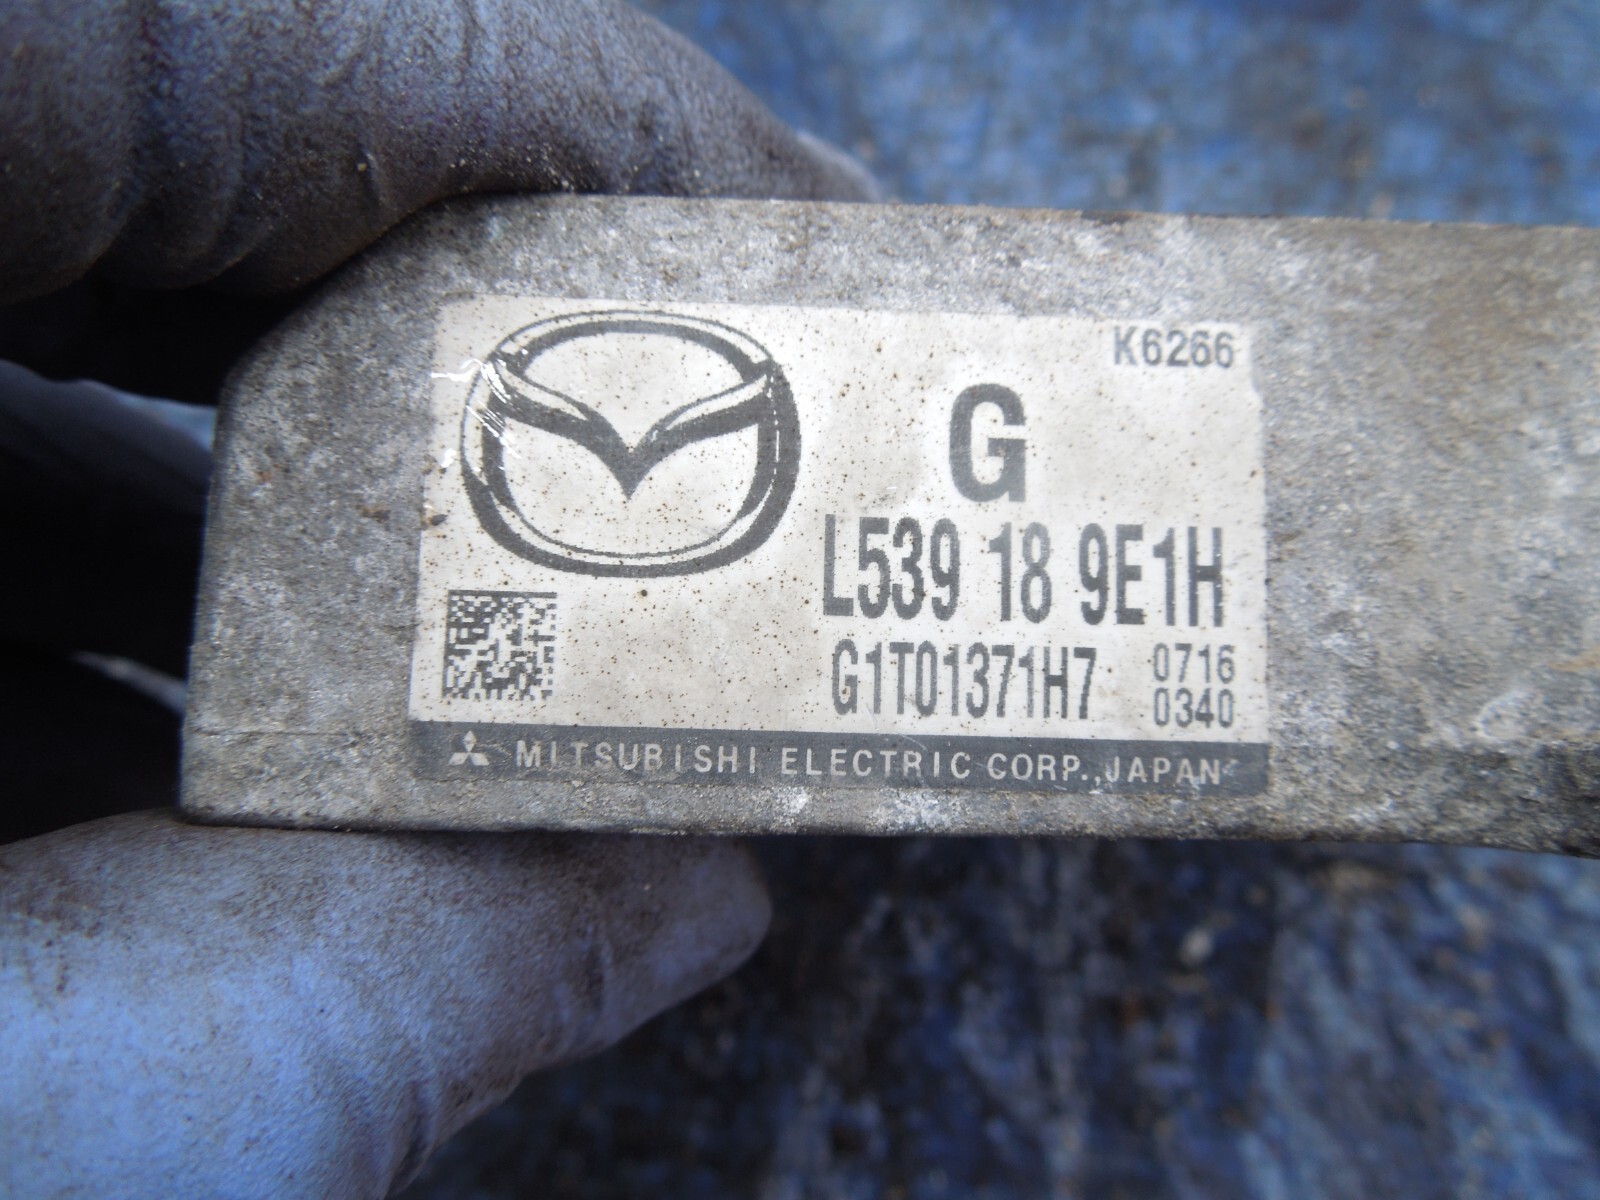 K6266
G
L539 18 9E1H
G1T01371H7 0716
0340
MITSUBISHI ELECTRIC CORP., JAPAN